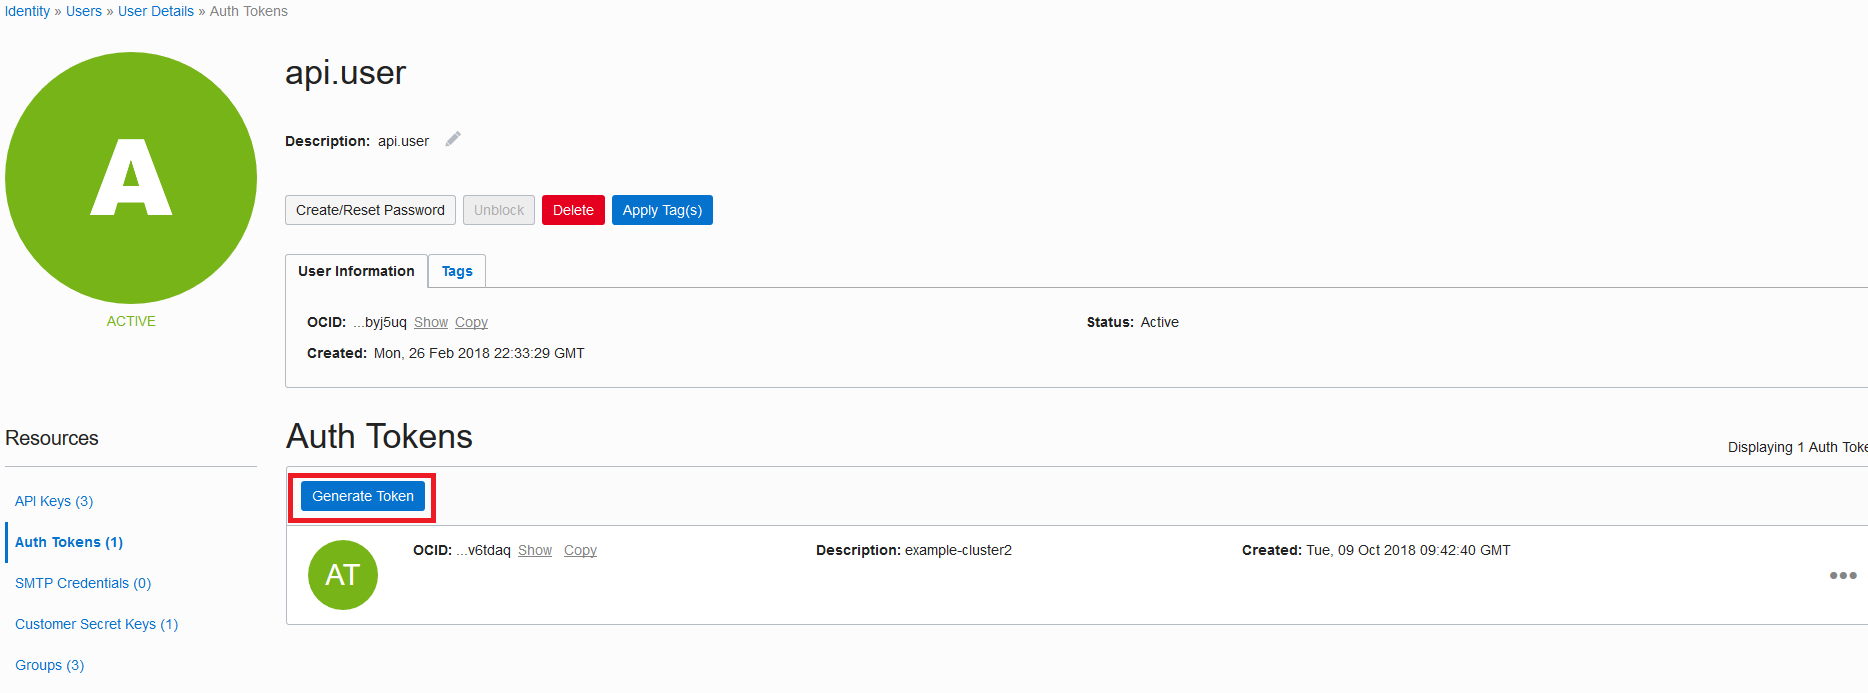 Identity » Users » User Details » Auth Tokens
A
ACTIVE
api.user
Description: api.user
Create/Reset Password Unblock Delete Apply Tag(s)
User Information Tags
OCID: ...byj5uq Show Copy Status: Active
Created: Mon, 26 Feb 2018 22:33:29 GMT
Resources
API Keys (3)
Auth Tokens (1)
SMTP Credentials (0)
Customer Secret Keys (1)
Groups (3)
Auth Tokens
Displaying 1 Auth Toke
Generate Token
AT
OCID: ...v6tdaq Show Copy Description: example-cluster2 Created: Tue, 09 Oct 2018 09:42:40 GMT